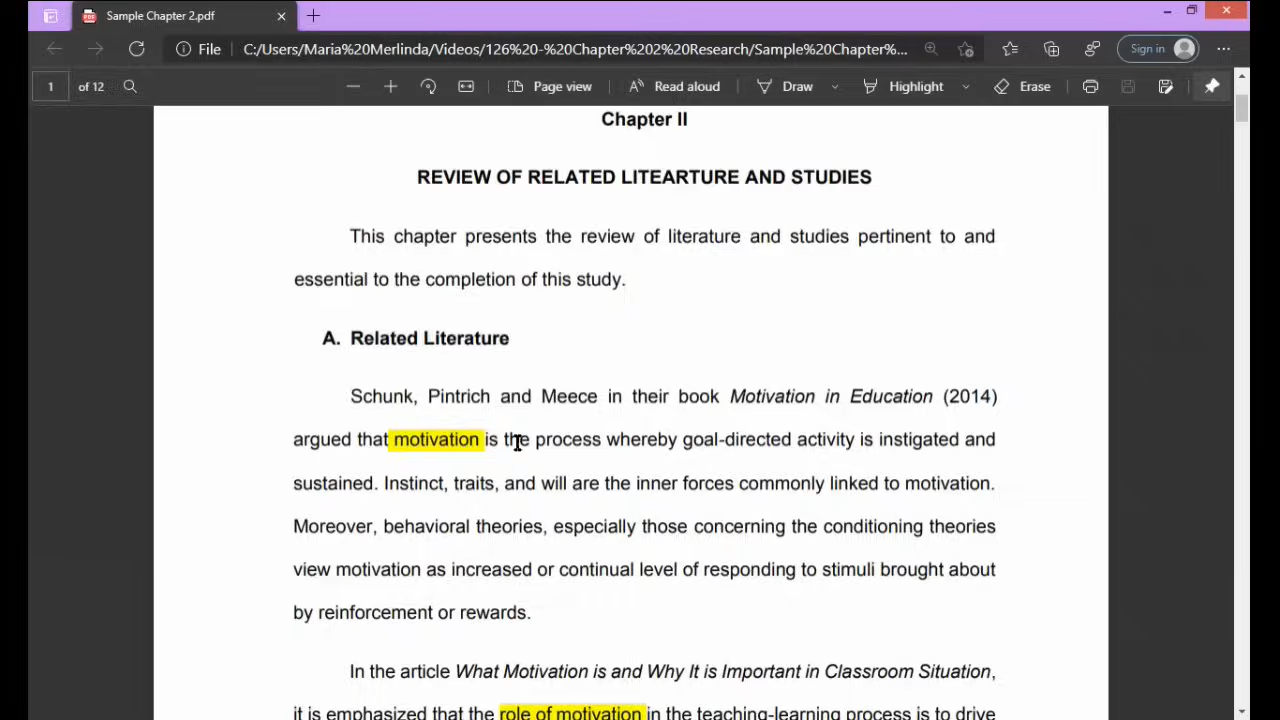 Sample Chapter 2.pdf
Sign in
File C:/Users/Maria%20Merlinda/Videos/126%20-%20Chapter%202%20Research/Sample%20Chapter%...
1 of 12 Page view Read aloud Draw Highlight Erase
Chapter II
REVIEW OF RELATED LITEARTURE AND STUDIES
This chapter presents the review of literature and studies pertinent to and
essential to the completion of this study.
A. Related Literature
Schunk, Pintrich and Meece in their book Motivation in Education (2014)
argued that motivation is the process whereby goal-directed activity is instigated and
sustained. Instinct, traits, and will are the inner forces commonly linked to motivation.
Moreover, behavioral theories, especially those concerning the conditioning theories
view motivation as increased or continual level of responding to stimuli brought about
by reinforcement or rewards.
In the article What Motivation is and Why It is Important in Classroom Situation,
it is emphasized that the role of motivation in the teaching-learning process is to drive